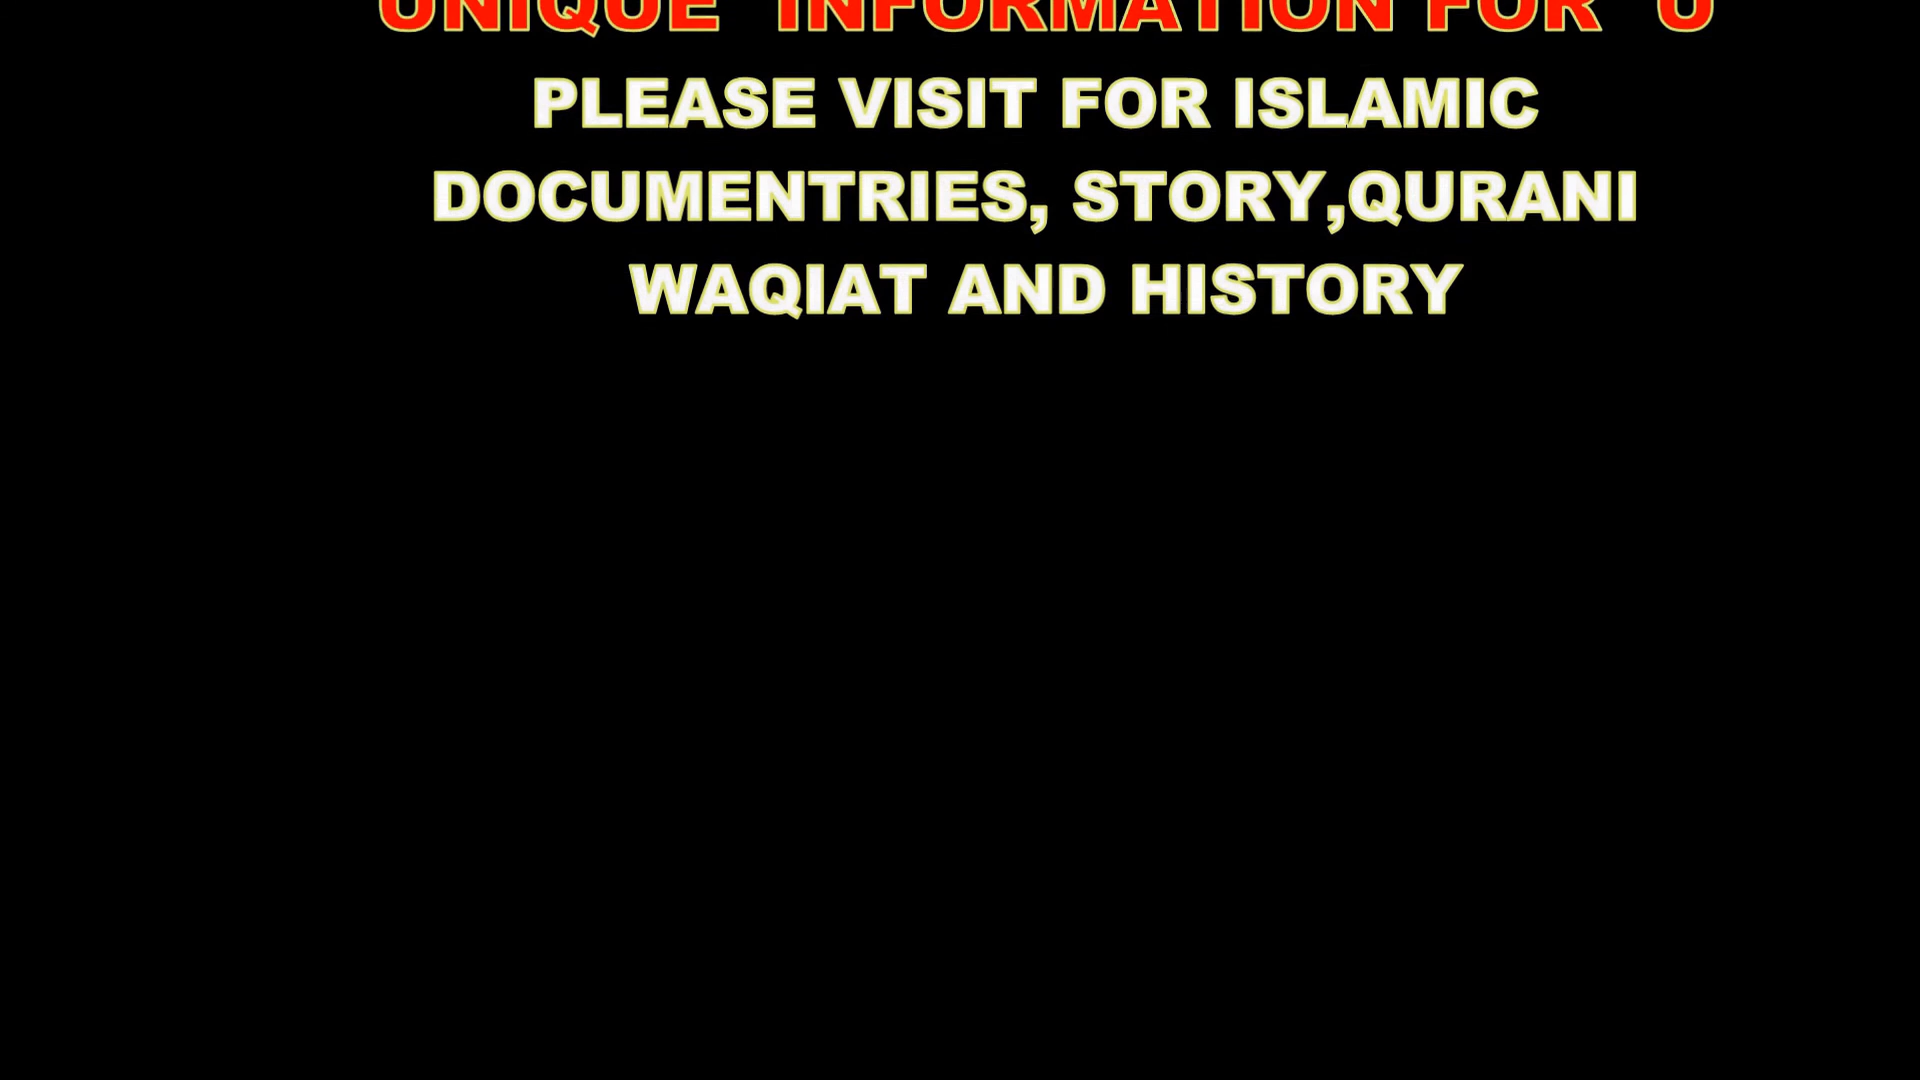 UNIQUE INFORMATION FOR U
PLEASE VISIT FOR ISLAMIC
DOCUMENTRIES, STORY,QURANI
WAQIAT AND HISTORY